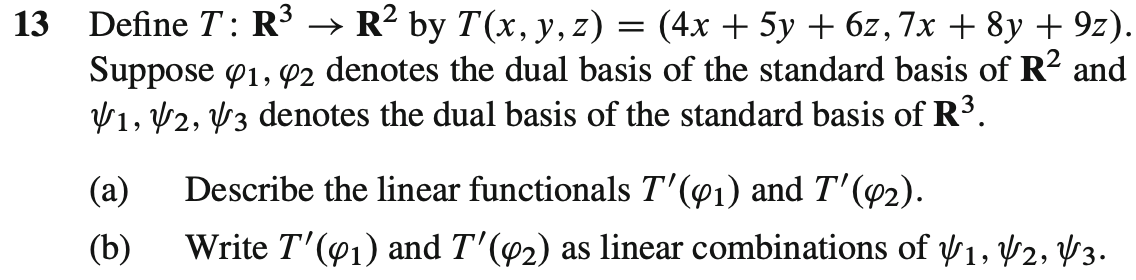 13 Define T : R³ → R² by T(x, y, z) = (4x + 5y + 6z, 7x + 8y + 9z).
Suppose φ₁, φ₂ denotes the dual basis of the standard basis of R² and
ψ₁, ψ₂, ψ₃ denotes the dual basis of the standard basis of R³.
(a) Describe the linear functionals T′(φ₁) and T′(φ₂).
(b) Write T′(φ₁) and T′(φ₂) as linear combinations of ψ₁, ψ₂, ψ₃.